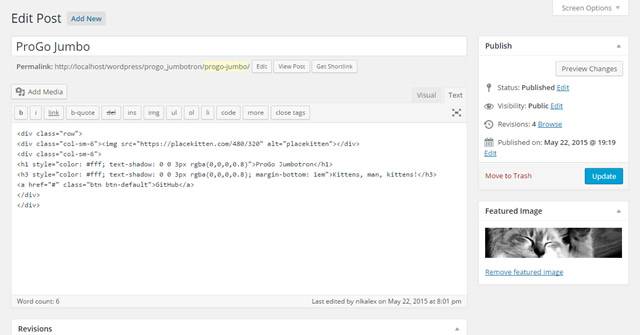 Screen Options
Edit Post Add New
ProGo Jumbo
Permalink: http://localhost/wordpress/progo_jumbotron/progo-jumbo/ Edit View Post Get Shortlink
Add Media
Visual Text
b i link b-quote del ins img ul ol li code more close tags
<div class="row">
<div class="col-sm-6"><img src="https://placekitten.com/480/320" alt="placekitten"></div>
<div class="col-sm-6">
<h1 style="color: #fff; text-shadow: 0 0 3px rgba(0,0,0,0.8)">ProGo Jumbotron</h1>
<h3 style="color: #fff; text-shadow: 0 0 3px rgba(0,0,0,0.8); margin-bottom: 1em">Kittens, man, kittens!</h3>
<a href="#" class="btn btn-default">GitHub</a>
</div>
</div>
Word count: 6 Last edited by nlkalex on May 22, 2015 at 8:01 pm
Revisions
Publish
Preview Changes
Status: Published Edit
Visibility: Public Edit
Revisions: 4 Browse
Published on: May 22, 2015 @ 19:19
Edit
Move to Trash Update
Featured Image
Remove featured image